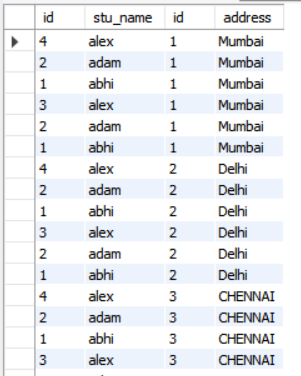 id stu_name id address
4 alex 1 Mumbai
2 adam 1 Mumbai
1 abhi 1 Mumbai
3 alex 1 Mumbai
2 adam 1 Mumbai
1 abhi 1 Mumbai
4 alex 2 Delhi
2 adam 2 Delhi
1 abhi 2 Delhi
3 alex 2 Delhi
2 adam 2 Delhi
1 abhi 2 Delhi
4 alex 3 CHENNAI
2 adam 3 CHENNAI
1 abhi 3 CHENNAI
3 alex 3 CHENNAI